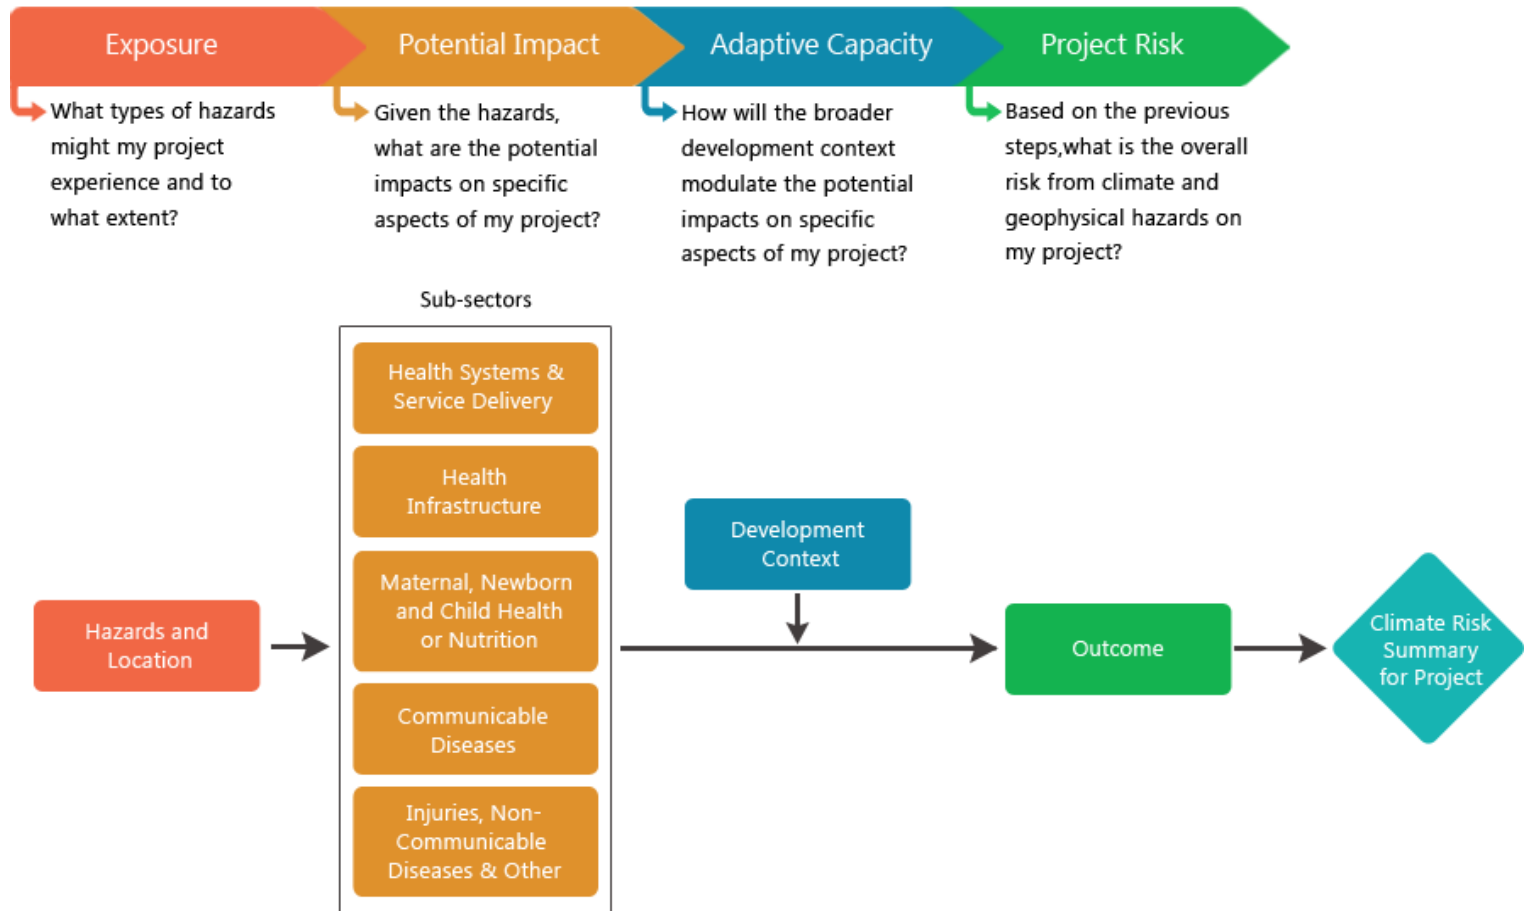 Exposure
Potential Impact
Adaptive Capacity
Project Risk
What types of hazards
might my project
experience and to
what extent?
Given the hazards,
what are the potential
impacts on specific
aspects of my project?
How will the broader
development context
modulate the potential
impacts on specific
aspects of my project?
Based on the previous
steps,what is the overall
risk from climate and
geophysical hazards on
my project?
Sub-sectors
Health Systems &
Service Delivery
Health
Infrastructure
Maternal, Newborn
and Child Health
or Nutrition
Communicable
Diseases
Injuries, Non-
Communicable
Diseases & Other
Hazards and
Location
Development
Context
Outcome
Climate Risk
Summary
for Project